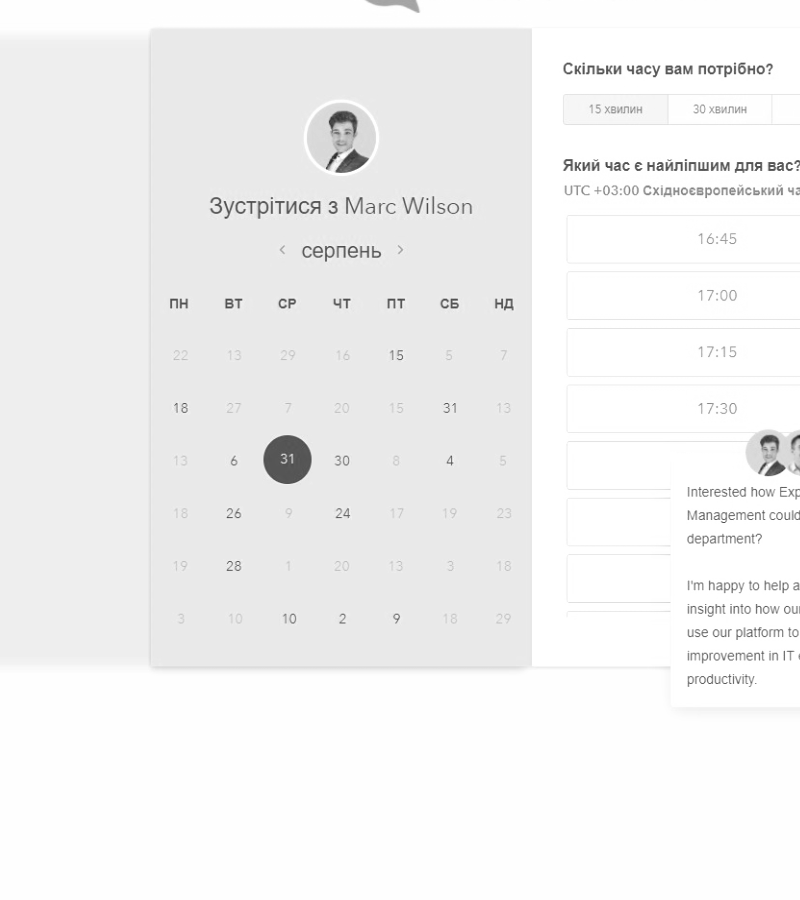 Скільки часу вам потрібно?
15 хвилин 30 хвилин
Який час є найліпшим для вас?
UTC +03:00 Східноєвропейський ча
Зустрітися з Marc Wilson
серпень
ПН ВТ СР ЧТ ПТ СБ НД
22 13 29 16 15 5 7
18 27 7 20 15 31 13
13 6 31 30 8 4 5
18 26 9 24 17 19 23
19 28 1 20 13 3 18
3 10 10 2 9 18 29
16:45
17:00
17:15
17:30
Interested how Exp
Management could
department?
I'm happy to help a
insight into how ou
use our platform to
improvement in IT
productivity.